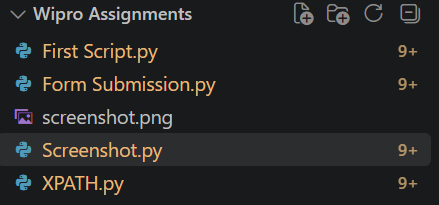 Wipro Assignments
First Script.py 9+
Form Submission.py 9+
screenshot.png
Screenshot.py 9+
XPATH.py 9+